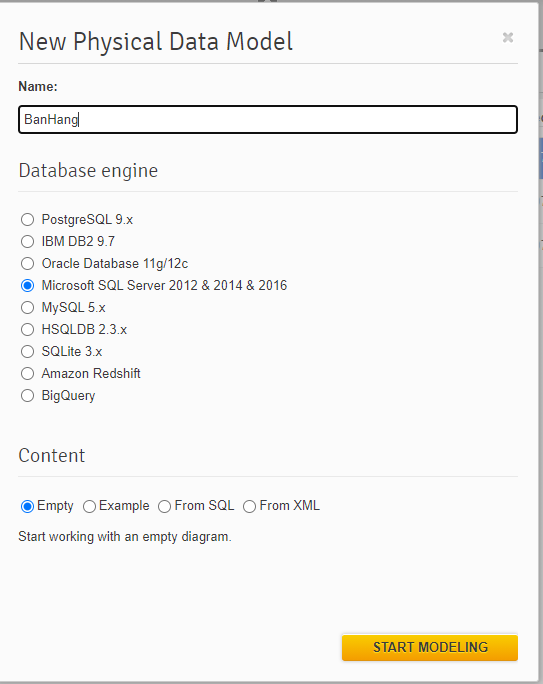 New Physical Data Model
Name:
BanHang
Database engine
PostgreSQL 9.x
IBM DB2 9.7
Oracle Database 11g/12c
Microsoft SQL Server 2012 & 2014 & 2016
MySQL 5.x
HSQLDB 2.3.x
SQLite 3.x
Amazon Redshift
BigQuery
Content
Empty Example From SQL From XML
Start working with an empty diagram.
START MODELING